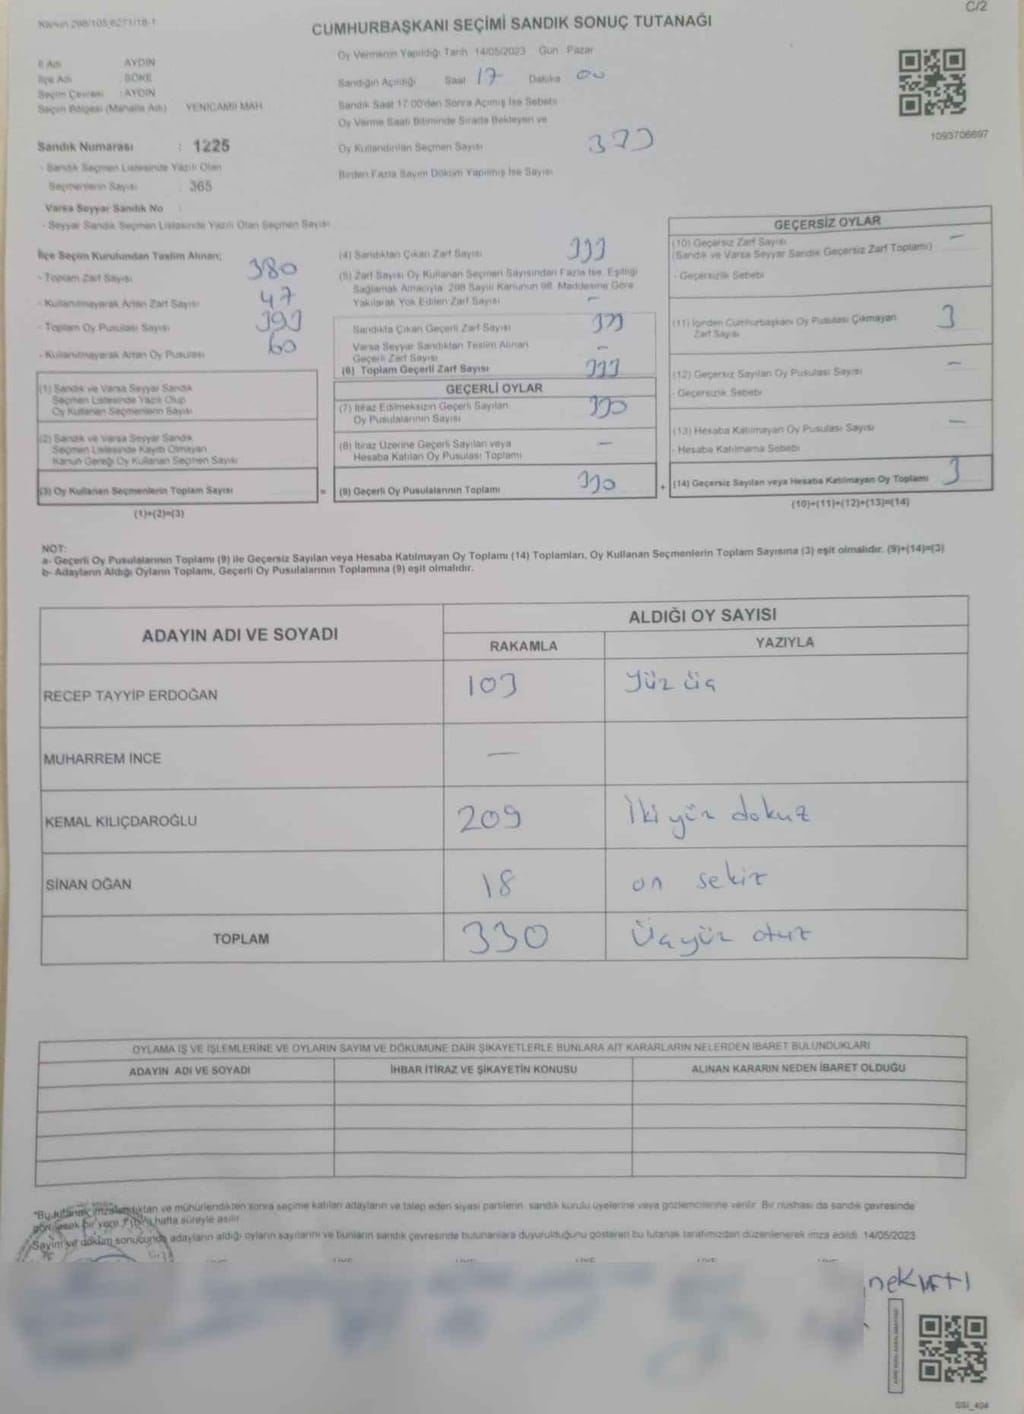 Kanun 298/105,6271/18-1
C/2
CUMHURBAŞKANI SEÇİMİ SANDIK SONUÇ TUTANAĞI
Oy Vermenin Yapıldığı Tarih 14/05/2023 Gün Pazar
İl Adı AYDIN
İlçe Adı SÖKE
Seçim Çevresi : AYDIN
Seçim Bölgesi (Mahalle Adı) YENİCAMİİ MAH
Sandığın Açıldığı Saat 17 Dakika 00
Sandık Saat 17:00'den Sonra Açılmış İse Sebebi
Oy Verme Saati Bitiminde Sırada Bekleyen ve
Oy Kullandırılan Seçmen Sayısı
1093706697
Sandık Numarası : 1225
- Sandık Seçmen Listesinde Yazılı Olan
Seçmenlerin Sayısı 365
Birden Fazla Sayım Döküm Yapılmış İse Sayısı
Varsa Seyyar Sandık No
- Seyyar Sandık Seçmen Listesinde Yazılı Olan Seçmen Sayısı
İlçe Seçim Kurulundan Teslim Alınan;
- Toplam Zarf Sayısı 380
- Kullanılmayarak Artan Zarf Sayısı 47
- Toplam Oy Pusulası Sayısı 393
- Kullanılmayarak Artan Oy Pusulası 60
(1) Sandık ve Varsa Seyyar Sandık
Seçmen Listesinde Yazılı Olup
Oy Kullanan Seçmenlerin Sayısı
(2) Sandık ve Varsa Seyyar Sandık
Seçmen Listesinde Kayıtlı Olmayan
Kanun Gereği Oy Kullanan Seçmen Sayısı
(3) Oy Kullanan Seçmenlerin Toplam Sayısı =
(1)+(2)=(3)
(4) Sandıktan Çıkan Zarf Sayısı 333
(5) Zarf Sayısı Oy Kullanan Seçmen Sayısından Fazla İse, Eşitliği
Sağlamak Amacıyla; 298 Sayılı Kanunun 98. Maddesine Göre
Yakılarak Yok Edilen Zarf Sayısı –
Sandıkta Çıkan Geçerli Zarf Sayısı 333
Varsa Seyyar Sandıktan Teslim Alınan
Geçerli Zarf Sayısı –
(6) Toplam Geçerli Zarf Sayısı 333
GEÇERLİ OYLAR
(7) İtiraz Edilmeksizin Geçerli Sayılan
Oy Pusulalarının Sayısı 330
(8) İtiraz Üzerine Geçerli Sayılan veya
Hesaba Katılan Oy Pusulası Toplamı –
(9) Geçerli Oy Pusulalarının Toplamı 330 +
GEÇERSİZ OYLAR
(10) Geçersiz Zarf Sayısı –
(Sandık ve Varsa Seyyar Sandık Geçersiz Zarf Toplamı)
- Geçersizlik Sebebi
(11) İçinden Cumhurbaşkanı Oy Pusulası Çıkmayan
Zarf Sayısı 3
(12) Geçersiz Sayılan Oy Pusulası Sayısı –
- Geçersizlik Sebebi
(13) Hesaba Katılmayan Oy Pusulası Sayısı –
- Hesaba Katılmama Sebebi
(14) Geçersiz Sayılan veya Hesaba Katılmayan Oy Toplamı 3
(10)+(11)+(12)+(13)=(14)
NOT:
a- Geçerli Oy Pusulalarının Toplamı (9) ile Geçersiz Sayılan veya Hesaba Katılmayan Oy Toplamı (14) Toplamları, Oy Kullanan Seçmenlerin Toplam Sayısına (3) eşit olmalıdır. (9)+(14)=(3)
b- Adayların Aldığı Oyların Toplamı, Geçerli Oy Pusulalarının Toplamına (9) eşit olmalıdır.
ADAYIN ADI VE SOYADI
ALDIĞI OY SAYISI
RAKAMLA YAZIYLA
RECEP TAYYİP ERDOĞAN 103 Yüz üç
MUHARREM İNCE —
KEMAL KILIÇDAROĞLU 209 İki yüz dokuz
SİNAN OĞAN 18 on sekiz
TOPLAM 330 Üçyüz otuz
OYLAMA İŞ VE İŞLEMLERİNE VE OYLARIN SAYIM VE DÖKÜMÜNE DAİR ŞİKAYETLERLE BUNLARA AİT KARARLARIN NELERDEN İBARET BULUNDUKLARI
ADAYIN ADI VE SOYADI İHBAR İTİRAZ VE ŞİKAYETİN KONUSU ALINAN KARARIN NEDEN İBARET OLDUĞU
"Bu tutanak imzalandıktan ve mühürlendikten sonra seçime katılan adayların ve talep eden siyasi partilerin sandık kurulu üyelerine veya gözlemcilerine verilir. Bir nüshası da sandık çevresinde
görülecek bir yere 1 (bir) hafta süreyle asılır.
Sayım ve döküm sonucunda adayların aldığı oyların sayılarını ve bunların sandık çevresinde bulunanlara duyurulduğunu gösteren bu tutanak tarafımızdan düzenlenerek imza edildi. 14/05/2023
SSI_404